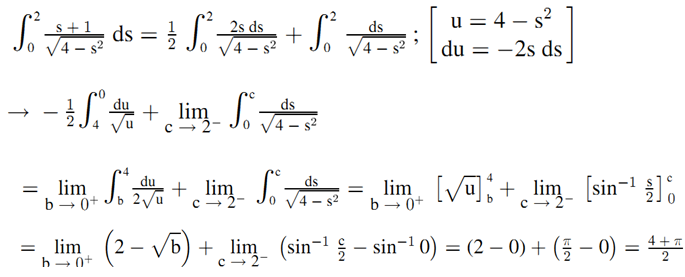 ∫₀² (s + 1)/√(4 − s²) ds = ½ ∫₀² (2s ds)/√(4 − s²) + ∫₀² ds/√(4 − s²) ; [u = 4 − s² du = −2s ds]
→ −½ ∫₄⁰ du/√u + lim_{c → 2⁻} ∫₀ᶜ ds/√(4 − s²)
= lim_{b → 0⁺} ∫_b⁴ du/(2√u) + lim_{c → 2⁻} ∫₀ᶜ ds/√(4 − s²) = lim_{b → 0⁺} [√u]_b⁴ + lim_{c → 2⁻} [sin⁻¹ s/2]₀ᶜ
= lim_{b → 0⁺} (2 − √b) + lim_{c → 2⁻} (sin⁻¹ c/2 − sin⁻¹ 0) = (2 − 0) + (π/2 − 0) = (4 + π)/2